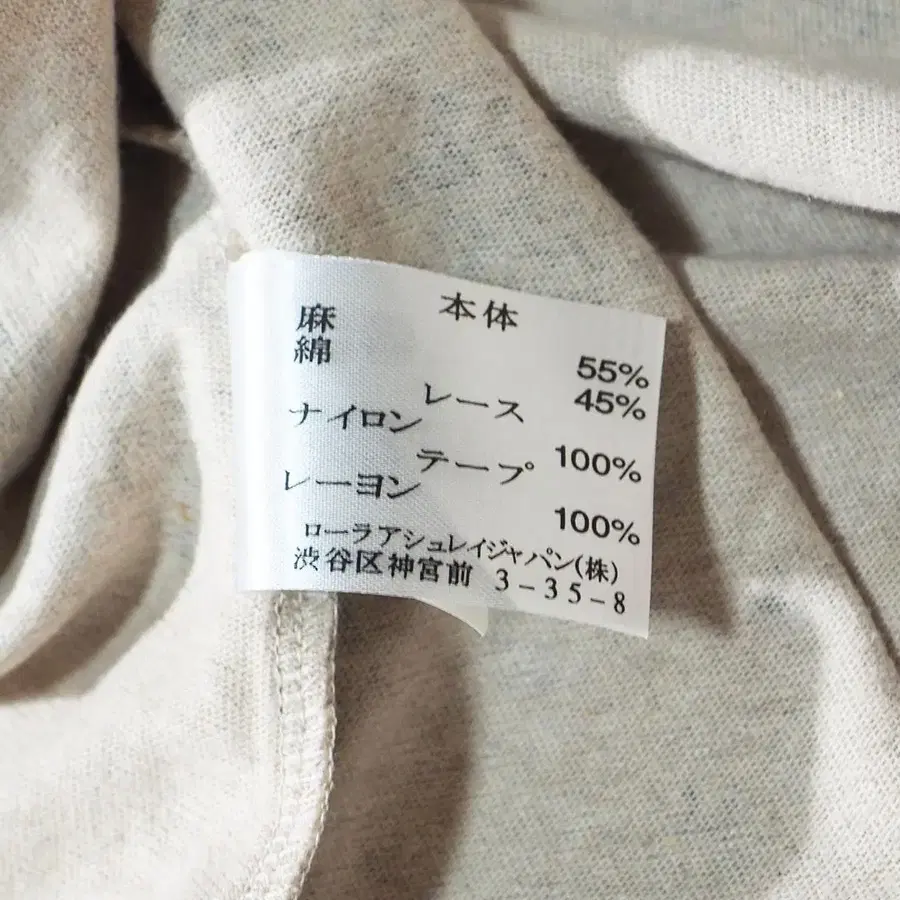 本体
麻 55%
綿 45%
レース
ナイロン 100%
テープ
レーヨン 100%
ローラアシュレイジャパン(株)
渋谷区神宮前 3-35-8